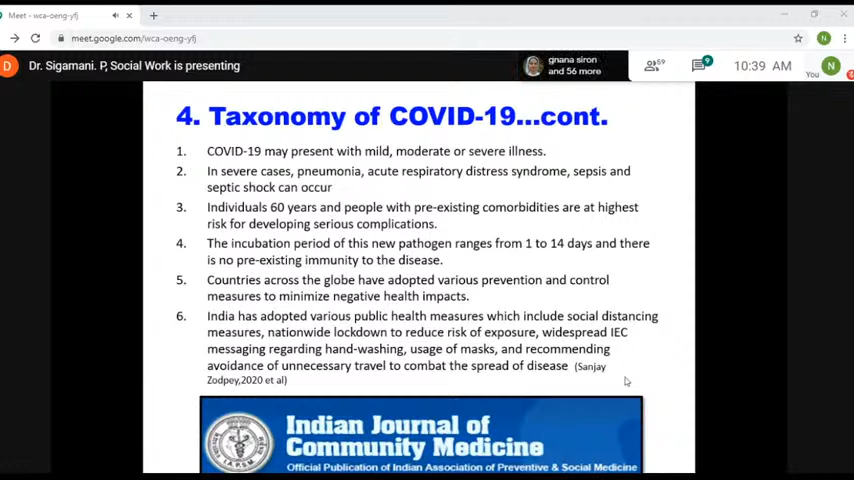 Meet - wca-oeng-yfj
meet.google.com/wca-oeng-yfj
N
D
Dr. Sigamani. P, Social Work is presenting
gnana siron
and 56 more
59
9
10:39 AM
You
N
4. Taxonomy of COVID-19...cont.
1. COVID-19 may present with mild, moderate or severe illness.
2. In severe cases, pneumonia, acute respiratory distress syndrome, sepsis and
septic shock can occur
3. Individuals 60 years and people with pre-existing comorbidities are at highest
risk for developing serious complications.
4. The incubation period of this new pathogen ranges from 1 to 14 days and there
is no pre-existing immunity to the disease.
5. Countries across the globe have adopted various prevention and control
measures to minimize negative health impacts.
6. India has adopted various public health measures which include social distancing
measures, nationwide lockdown to reduce risk of exposure, widespread IEC
messaging regarding hand-washing, usage of masks, and recommending
avoidance of unnecessary travel to combat the spread of disease (Sanjay
Zodpey,2020 et al)
Indian Journal of
Community Medicine
Official Publication of Indian Association of Preventive & Social Medicine